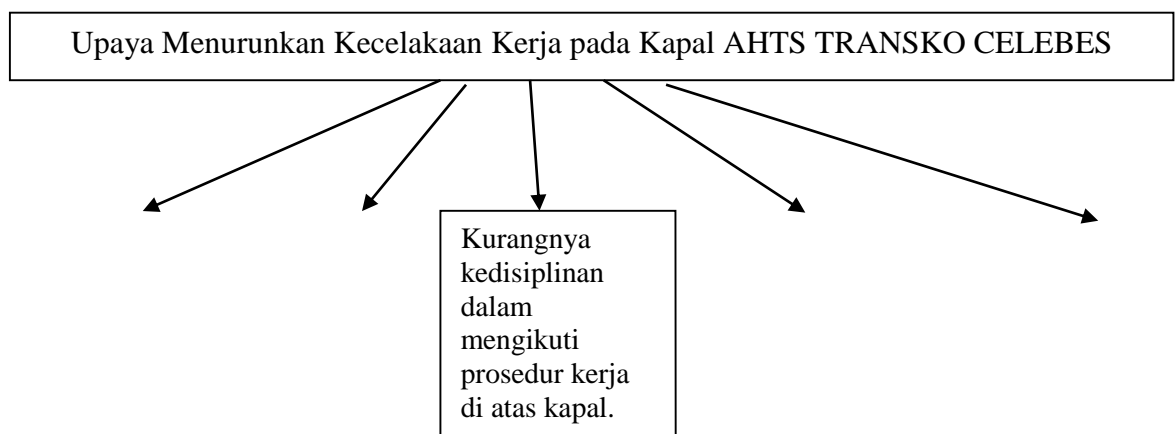 Upaya Menurunkan Kecelakaan Kerja pada Kapal AHTS TRANSKO CELEBES
Kurangnya
kedisiplinan
dalam
mengikuti
prosedur kerja
di atas kapal.